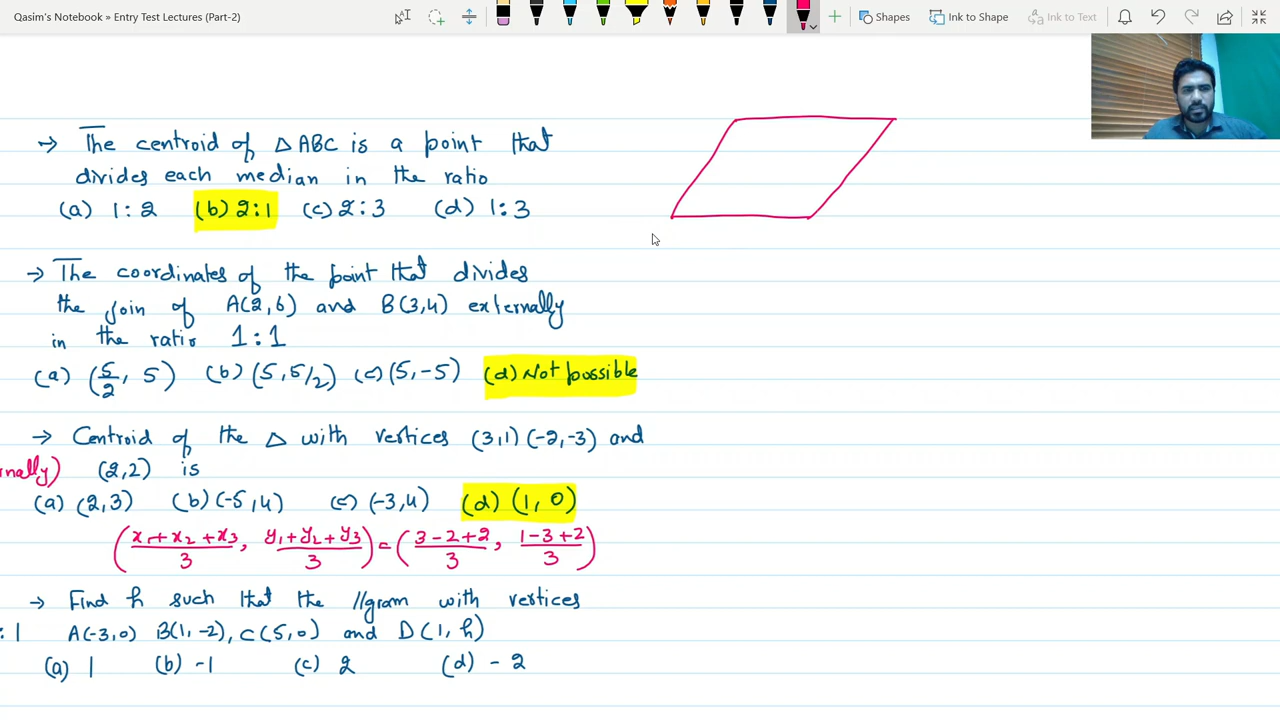 Qasim's Notebook » Entry Test Lectures (Part-2)
Shapes
Ink to Shape
Ink to Text
→ The centroid of △ ABC is a point that
divides each median in the ratio
(a) 1 : 2 (b) 2:1 (c) 2 : 3 (d) 1 : 3
→ The coordinates of the point that divides
the join of A(2,6) and B(3,4) externally
in the ratio 1 : 1
(a) (5/2, 5) (b) (5, 5/2) (c) (5, -5) (d) Not possible
→ Centroid of the △ with vertices (3,1) (-2,-3) and
nally) (2,2) is
(a) (2,3) (b) (-5,4) (c) (-3,4) (d) (1, 0)
(x₁+x₂+x₃/3, y₁+y₂+y₃/3) = (3-2+2/3, 1-3+2/3)
→ Find h such that the //gram with vertices
: 1 A(-3,0) B(1,-2), C(5,0) and D(1, h)
(a) 1 (b) -1 (c) 2 (d) -2